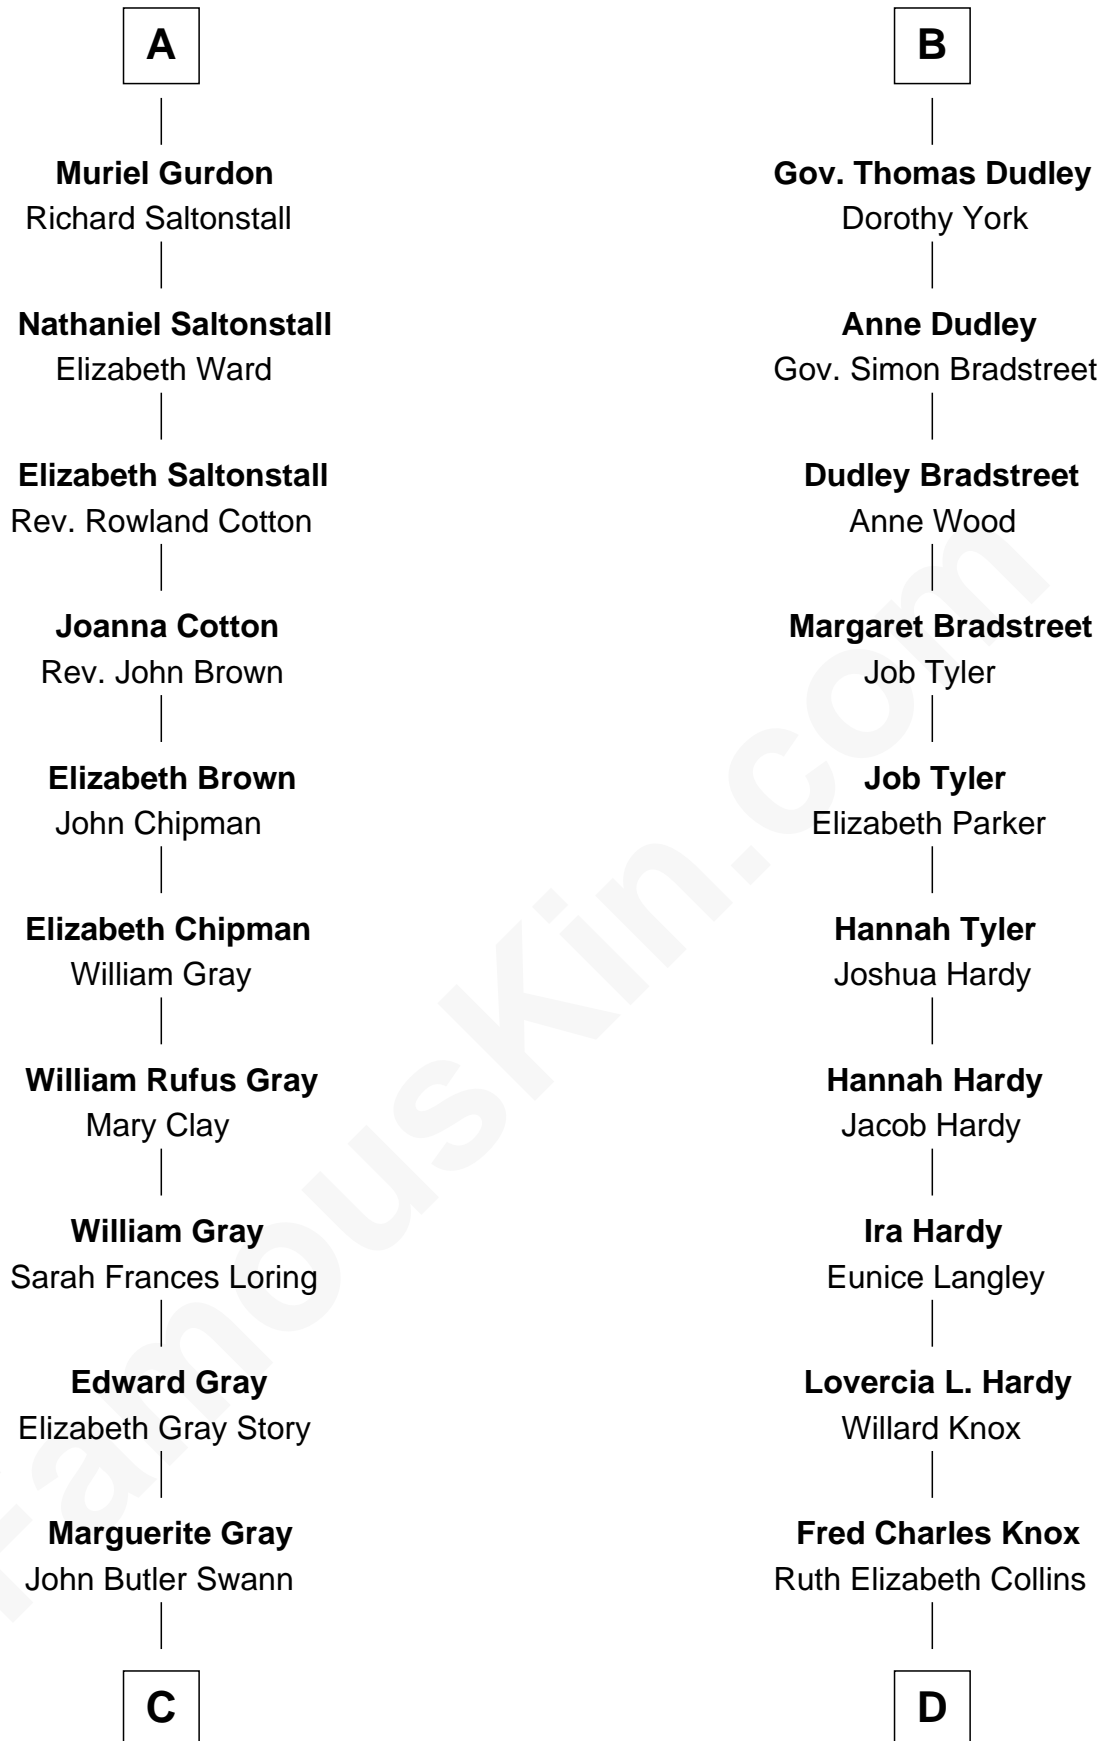 A
Muriel Gurdon
Richard Saltonstall
Nathaniel Saltonstall
Elizabeth Ward
Elizabeth Saltonstall
Rev. Rowland Cotton
Joanna Cotton
Rev. John Brown
Elizabeth Brown
John Chipman
Elizabeth Chipman
William Gray
William Rufus Gray
Mary Clay
William Gray
Sarah Frances Loring
Edward Gray
Elizabeth Gray Story
Marguerite Gray
John Butler Swann
C
B
Gov. Thomas Dudley
Dorothy York
Anne Dudley
Gov. Simon Bradstreet
Dudley Bradstreet
Anne Wood
Margaret Bradstreet
Job Tyler
Job Tyler
Elizabeth Parker
Hannah Tyler
Joshua Hardy
Hannah Hardy
Jacob Hardy
Ira Hardy
Eunice Langley
Lovercia L. Hardy
Willard Knox
Fred Charles Knox
Ruth Elizabeth Collins
D
FamousKin.com